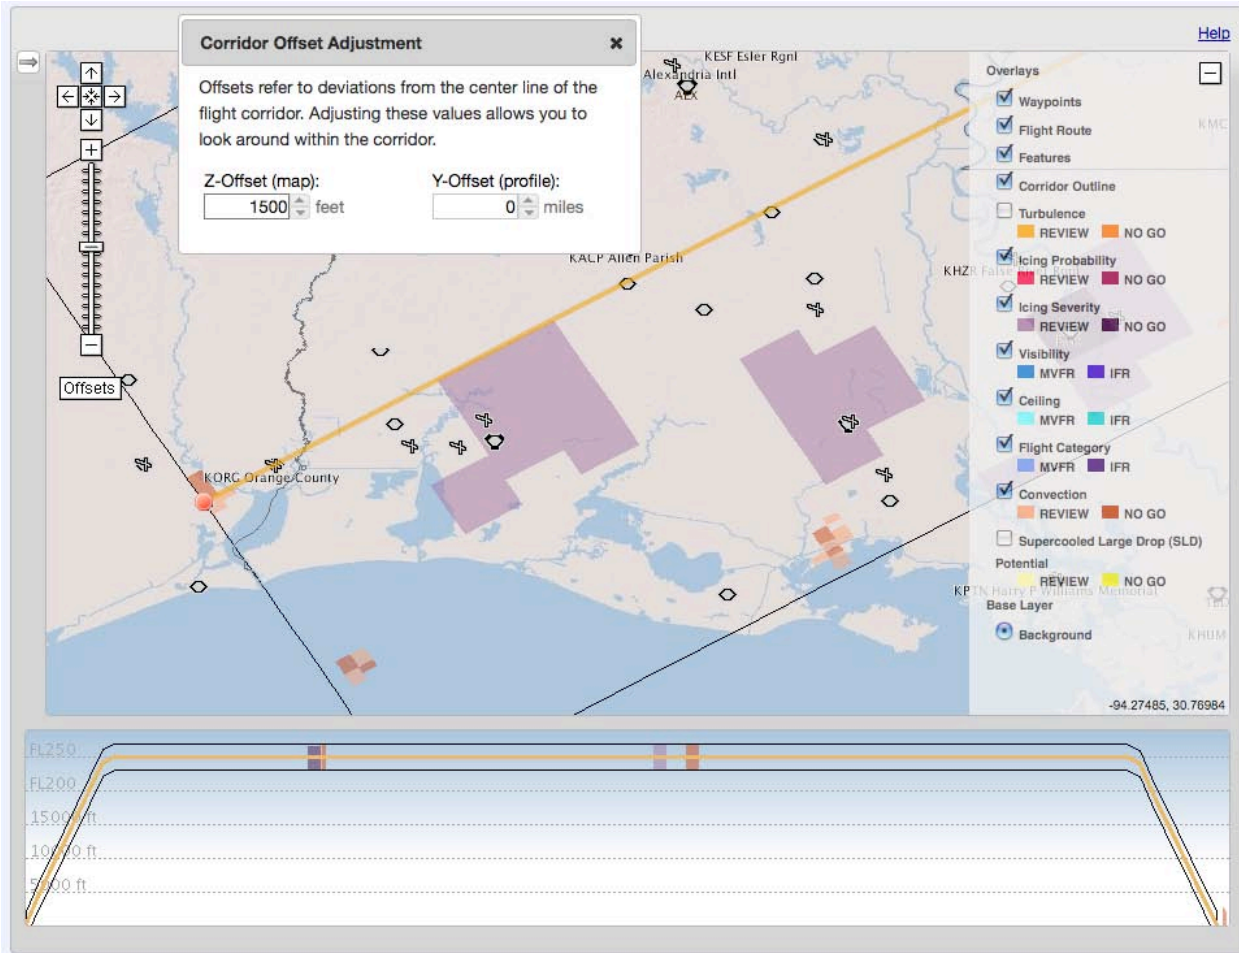 Help
Corridor Offset Adjustment
Offsets refer to deviations from the center line of the
flight corridor. Adjusting these values allows you to
look around within the corridor.
Z-Offset (map):
Y-Offset (profile):
1500 feet
0 miles
KESF Esler Rgnl
Alexandria Intl
AEX
KACP Allen Parish
KORG Orange County
Offsets
Overlays
Waypoints
KMC
Flight Route
Features
Corridor Outline
Turbulence
REVIEW NO GO
Icing Probability
KHZR False River Rgnl
REVIEW NO GO
Icing Severity
REVIEW NO GO
Visibility
MVFR IFR
Ceiling
MVFR IFR
Flight Category
MVFR IFR
Convection
REVIEW NO GO
Supercooled Large Drop (SLD)
Potential
REVIEW NO GO
KPTN Harry P Williams Memorial
Base Layer
Background
KHUM
-94.27485, 30.76984
FL250
FL200
15000 ft
10000 ft
5000 ft